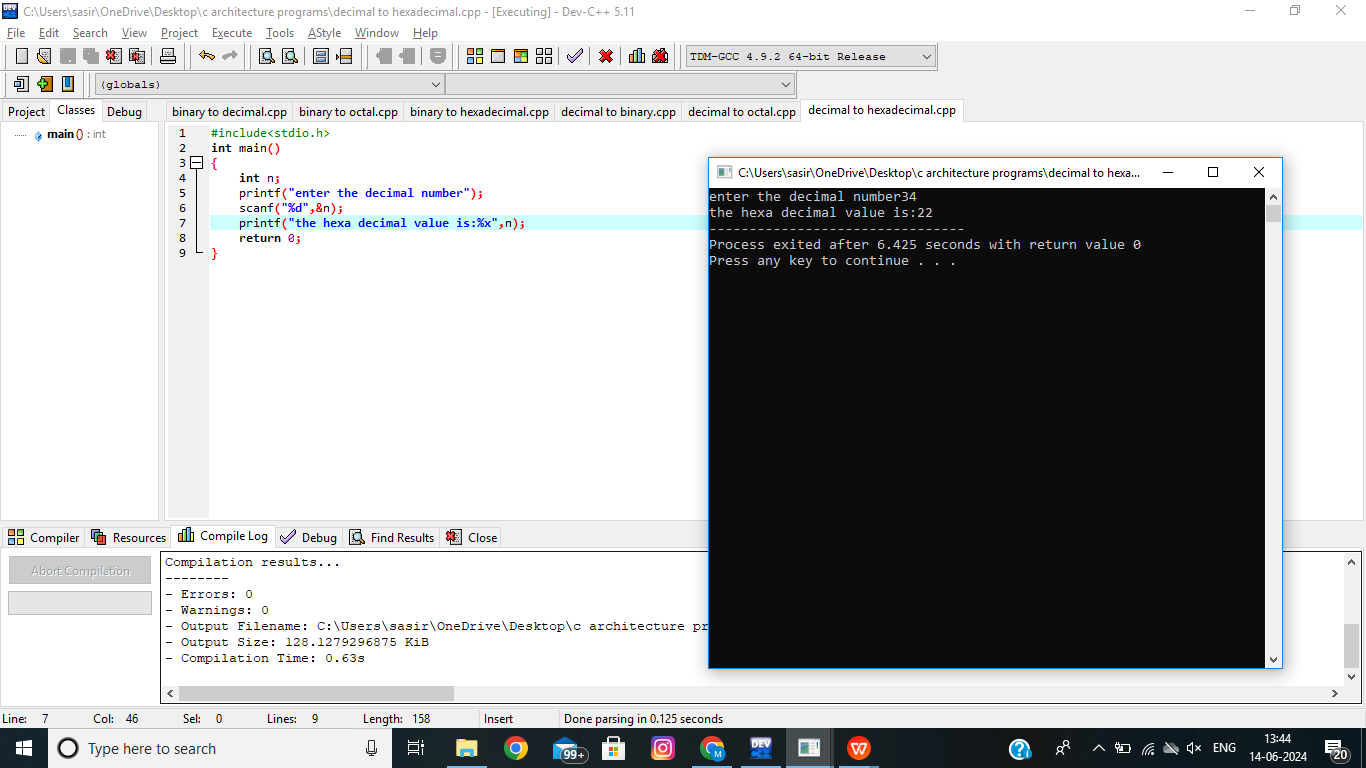 C:\Users\sasir\OneDrive\Desktop\c architecture programs\decimal to hexadecimal.cpp - [Executing] - Dev-C++ 5.11
File Edit Search View Project Execute Tools AStyle Window Help
TDM-GCC 4.9.2 64-bit Release
(globals)
Project Classes Debug
binary to decimal.cpp binary to octal.cpp binary to hexadecimal.cpp decimal to binary.cpp decimal to octal.cpp decimal to hexadecimal.cpp
main () : int
1 #include<stdio.h>
2 int main()
3 {
4 int n;
5 printf("enter the decimal number");
6 scanf("%d",&n);
7 printf("the hexa decimal value is:%x",n);
8 return 0;
9 }
C:\Users\sasir\OneDrive\Desktop\c architecture programs\decimal to hexa...
enter the decimal number34
the hexa decimal value is:22
--------------------------------
Process exited after 6.425 seconds with return value 0
Press any key to continue . . .
Compiler Resources Compile Log Debug Find Results Close
Abort Compilation
Compilation results...
--------
- Errors: 0
- Warnings: 0
- Output Filename: C:\Users\sasir\OneDrive\Desktop\c architecture pr
- Output Size: 128.1279296875 KiB
- Compilation Time: 0.63s
Line: 7 Col: 46 Sel: 0 Lines: 9 Length: 158 Insert Done parsing in 0.125 seconds
Type here to search
99+
M
DEV
W
ENG
13:44
14-06-2024
20